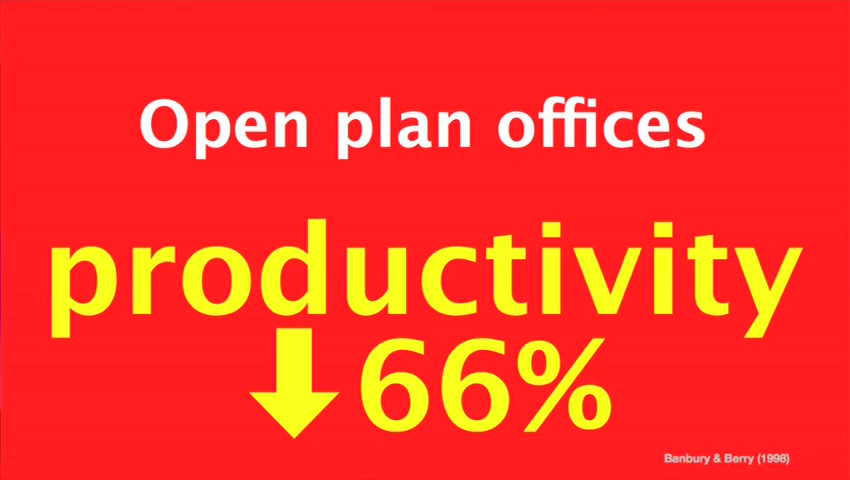 Open plan offices
productivity
↓66%
Banbury & Berry (1998)